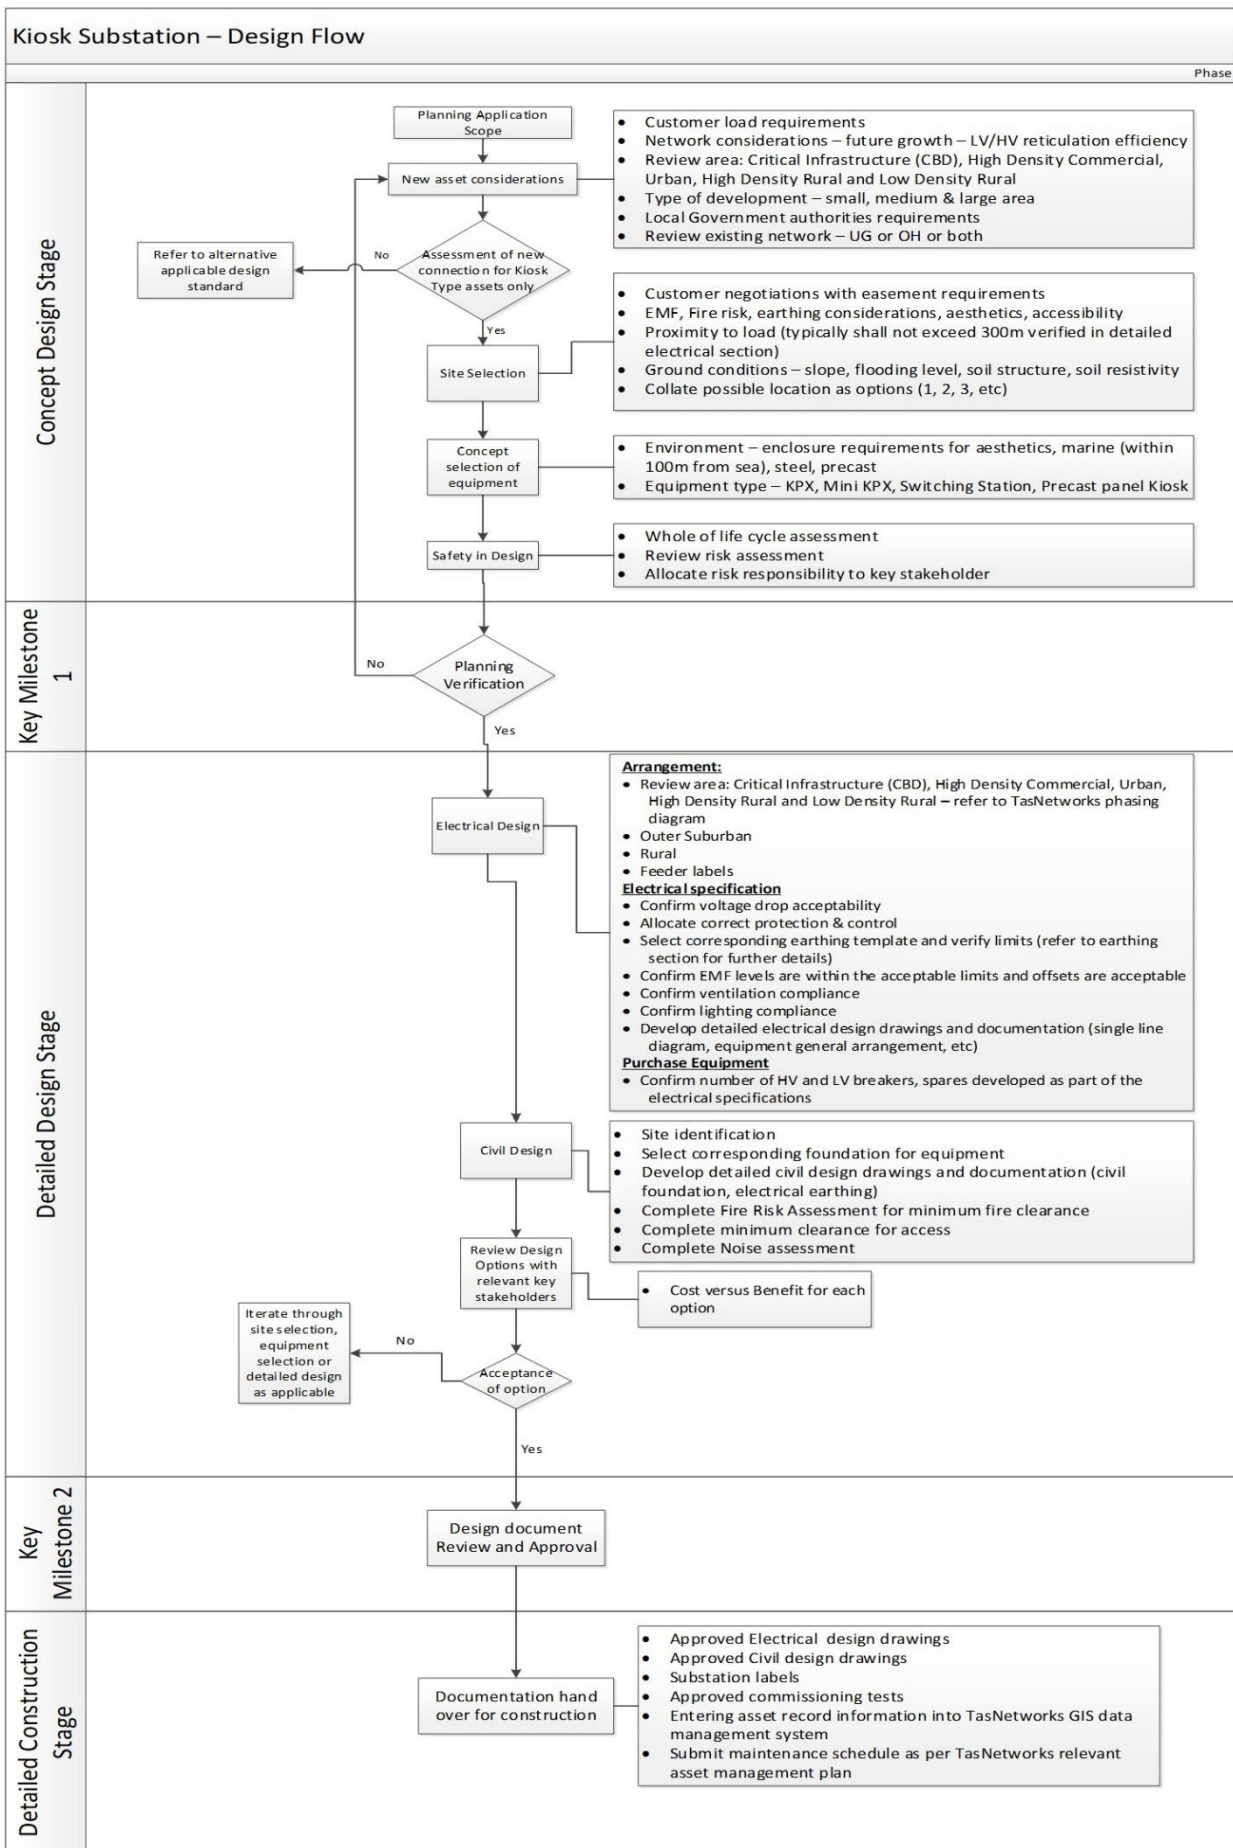 Kiosk Substation – Design Flow
Phase
Concept Design Stage
Planning Application
Scope
New asset considerations
• Customer load requirements
• Network considerations – future growth – LV/HV reticulation efficiency
• Review area: Critical Infrastructure (CBD), High Density Commercial,
Urban, High Density Rural and Low Density Rural
• Type of development – small, medium & large area
• Local Government authorities requirements
• Review existing network – UG or OH or both
Assessment of new
connection for Kiosk
Type assets only
No
Refer to alternative
applicable design
standard
Yes
Site Selection
• Customer negotiations with easement requirements
• EMF, Fire risk, earthing considerations, aesthetics, accessibility
• Proximity to load (typically shall not exceed 300m verified in detailed
electrical section)
• Ground conditions – slope, flooding level, soil structure, soil resistivity
• Collate possible location as options (1, 2, 3, etc)
Concept
selection of
equipment
• Environment – enclosure requirements for aesthetics, marine (within
100m from sea), steel, precast
• Equipment type – KPX, Mini KPX, Switching Station, Precast panel Kiosk
Safety in Design
• Whole of life cycle assessment
• Review risk assessment
• Allocate risk responsibility to key stakeholder
Key Milestone
1
Planning
Verification
No
Yes
Detailed Design Stage
Electrical Design
Arrangement:
• Review area: Critical Infrastructure (CBD), High Density Commercial, Urban,
High Density Rural and Low Density Rural – refer to TasNetworks phasing
diagram
• Outer Suburban
• Rural
• Feeder labels
Electrical specification
• Confirm voltage drop acceptability
• Allocate correct protection & control
• Select corresponding earthing template and verify limits (refer to earthing
section for further details)
• Confirm EMF levels are within the acceptable limits and offsets are acceptable
• Confirm ventilation compliance
• Confirm lighting compliance
• Develop detailed electrical design drawings and documentation (single line
diagram, equipment general arrangement, etc)
Purchase Equipment
• Confirm number of HV and LV breakers, spares developed as part of the
electrical specifications
Civil Design
• Site identification
• Select corresponding foundation for equipment
• Develop detailed civil design drawings and documentation (civil
foundation, electrical earthing)
• Complete Fire Risk Assessment for minimum fire clearance
• Complete minimum clearance for access
• Complete Noise assessment
Review Design
Options with
relevant key
stakeholders
• Cost versus Benefit for each
option
Acceptance
of option
No
Iterate through
site selection,
equipment
selection or
detailed design
as applicable
Yes
Key
Milestone 2
Design document
Review and Approval
Detailed Construction
Stage
Documentation hand
over for construction
• Approved Electrical design drawings
• Approved Civil design drawings
• Substation labels
• Approved commissioning tests
• Entering asset record information into TasNetworks GIS data
management system
• Submit maintenance schedule as per TasNetworks relevant
asset management plan